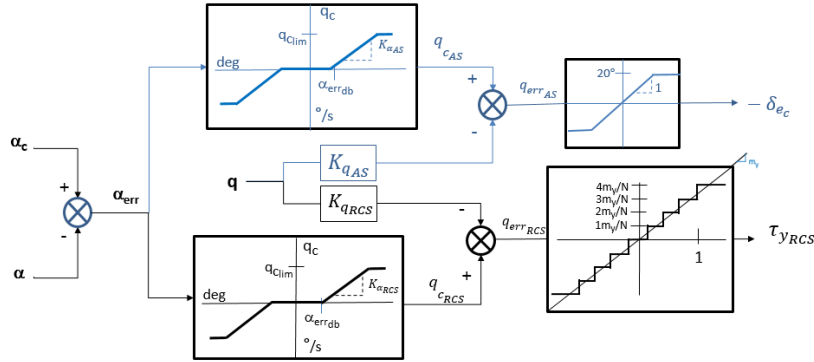 q_C
q_Clim
K_αAS
deg
α_errdb
°/s
q_cAS
+
-
q_errAS
20°
1
− δ_ec
α_c
+
α_err
-
α
q
K_qAS
K_qRCS
-
+
q_errRCS
4m_y/N
3m_y/N
2m_y/N
1m_y/N
1
m_y
τ_yRCS
q_C
q_Clim
K_αRCS
deg
α_errdb
°/s
q_cRCS